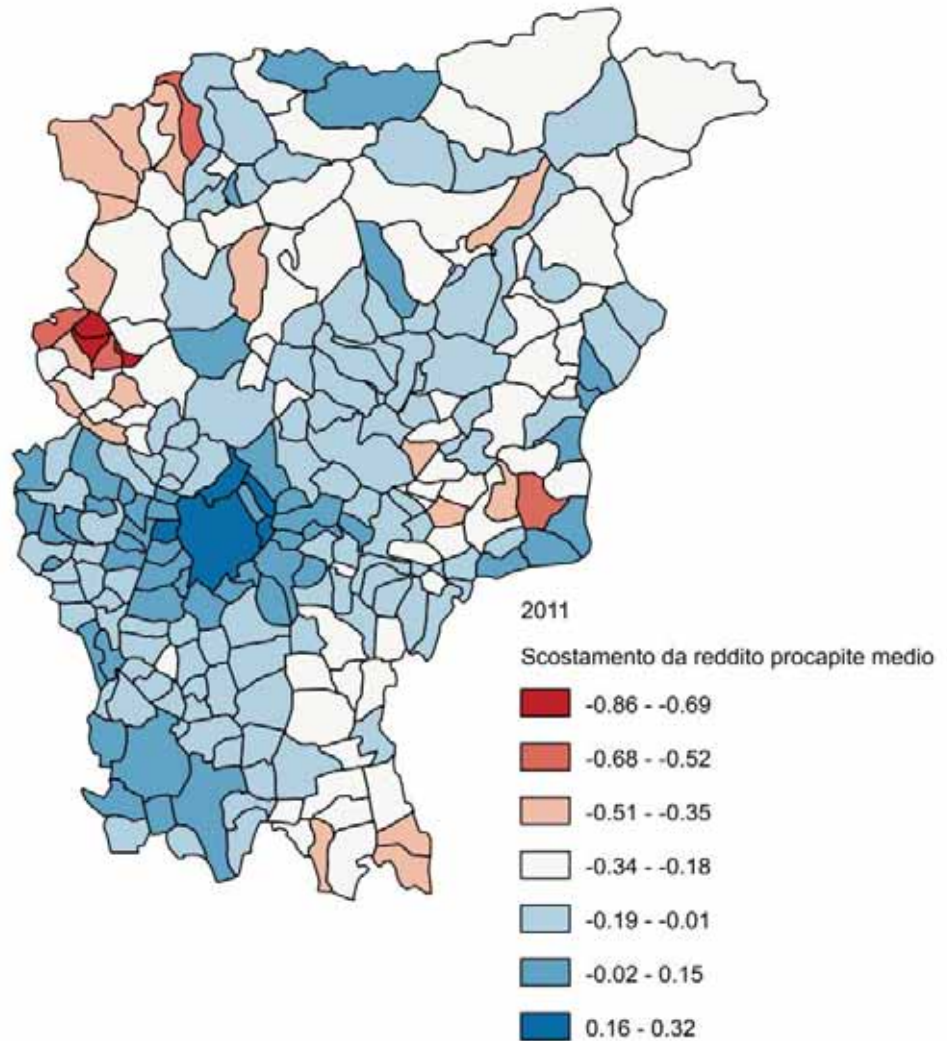 2011
Scostamento da reddito procapite medio
-0.86 - -0.69
-0.68 - -0.52
-0.51 - -0.35
-0.34 - -0.18
-0.19 - -0.01
-0.02 - 0.15
0.16 - 0.32